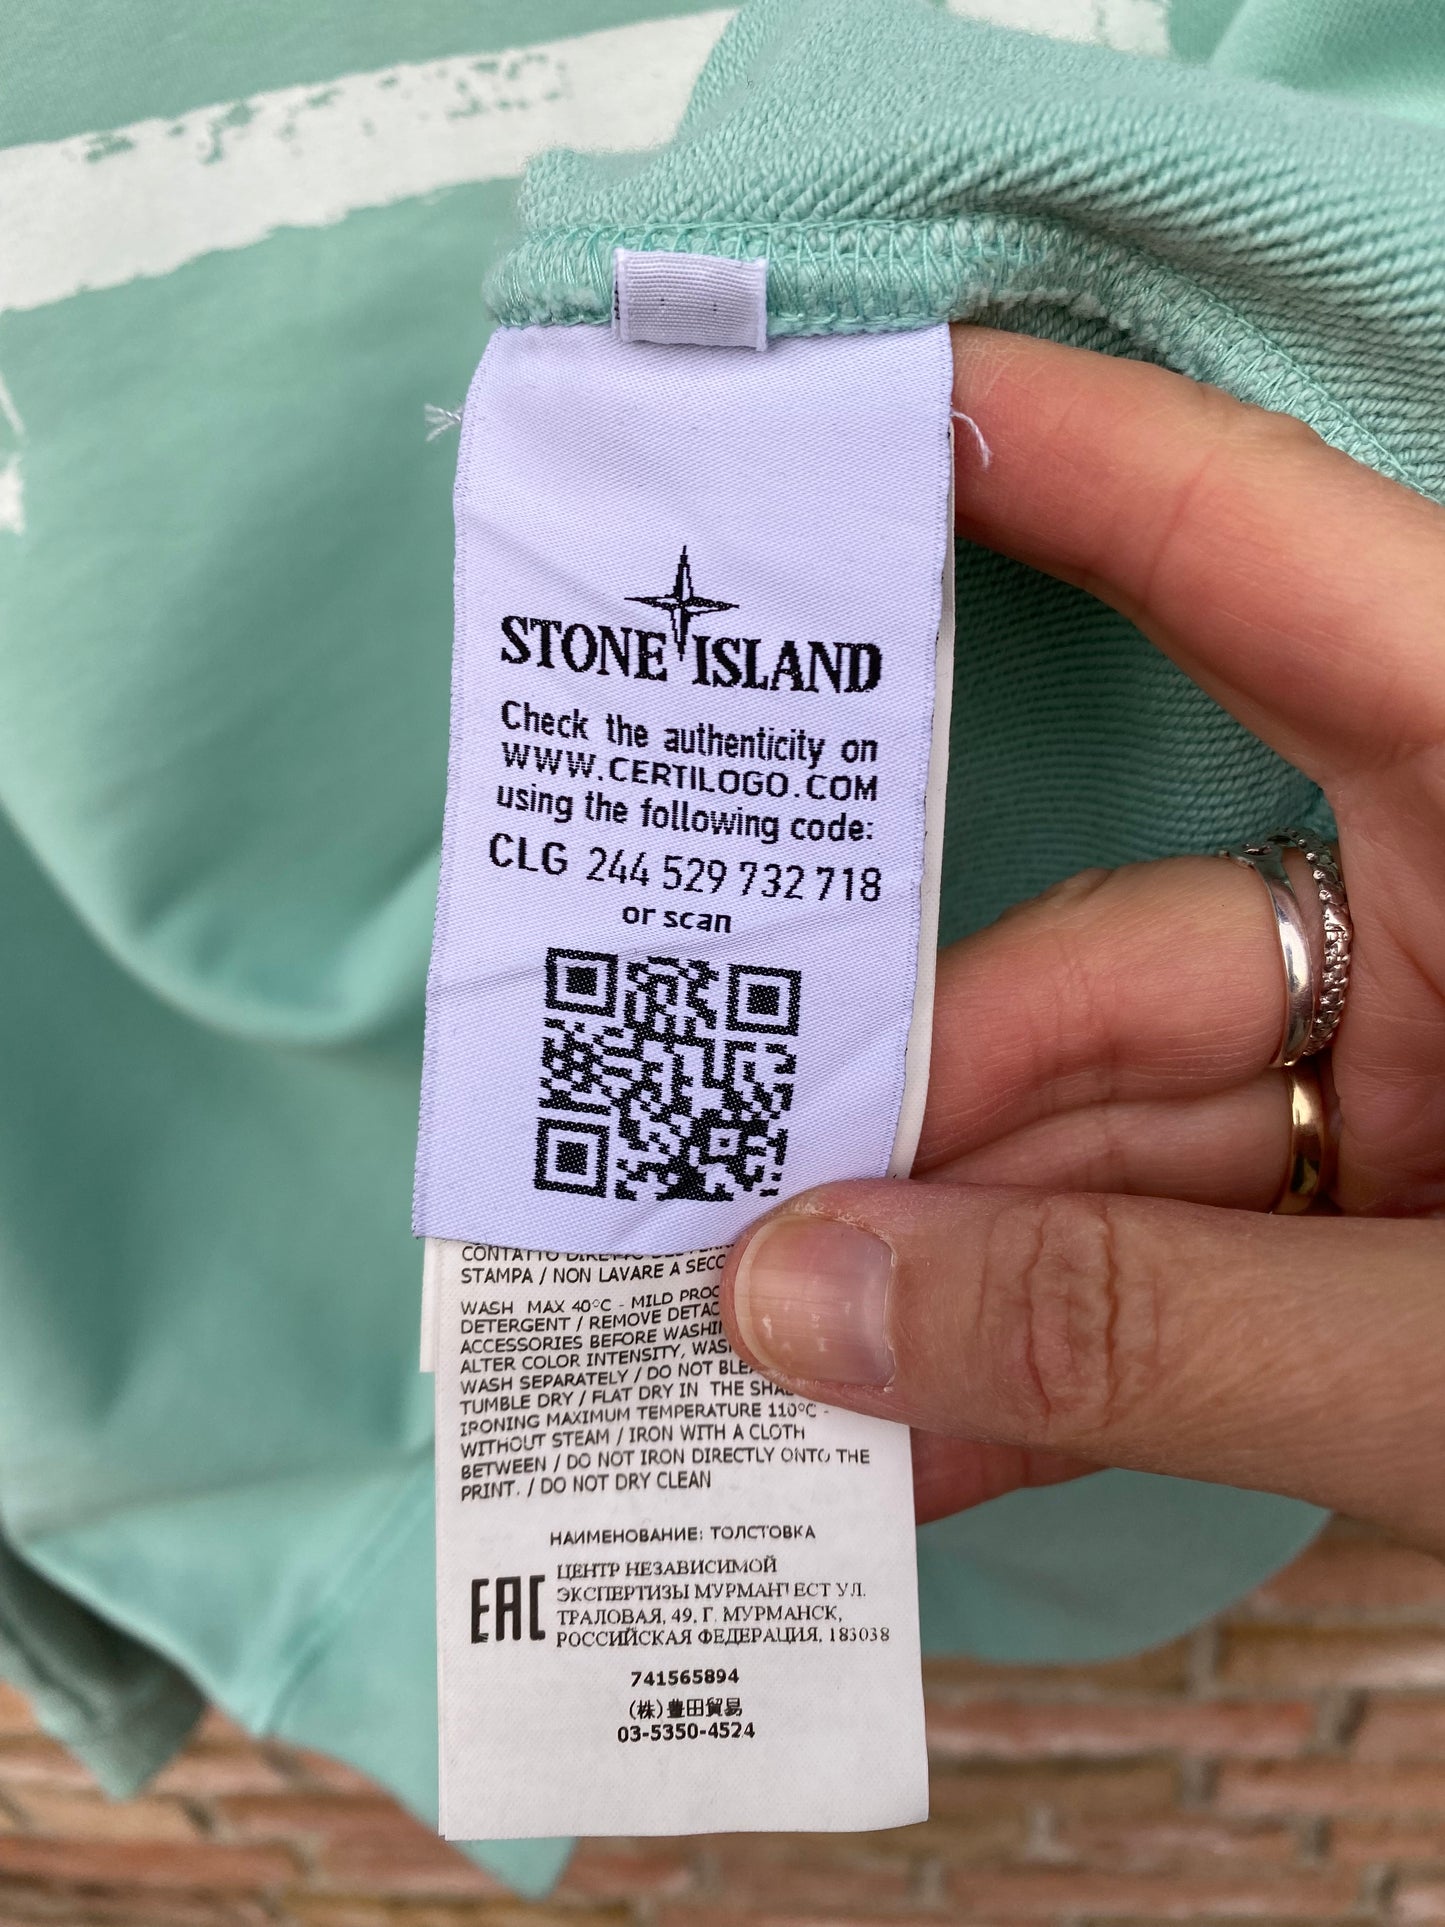 STONE ISLAND
Check the authenticity on
WWW.CERTILOGO.COM
using the following code:
CLG 244 529 732 718
or scan
CONTATTO DIRETTO
STAMPA / NON LAVARE A SECC
WASH MAX 40°C - MILD PROC
DETERGENT / REMOVE DETAC
ACCESSORIES BEFORE WASHI
ALTER COLOR INTENSITY, WAS
WASH SEPARATELY / DO NOT BLE
TUMBLE DRY / FLAT DRY IN THE SHA
IRONING MAXIMUM TEMPERATURE 110°C -
WITHOUT STEAM / IRON WITH A CLOTH
BETWEEN / DO NOT IRON DIRECTLY ONTO THE
PRINT. / DO NOT DRY CLEAN
НАИМЕНОВАНИЕ: ТОЛСТОВКА
EAC
ЦЕНТР НЕЗАВИСИМОЙ
ЭКСПЕРТИЗЫ МУРМАНТЕСТ УЛ.
ТРАЛОВАЯ, 49, Г. МУРМАНСК,
РОССИЙСКАЯ ФЕДЕРАЦИЯ, 183038
741565894
(株)豊田貿易
03-5350-4524